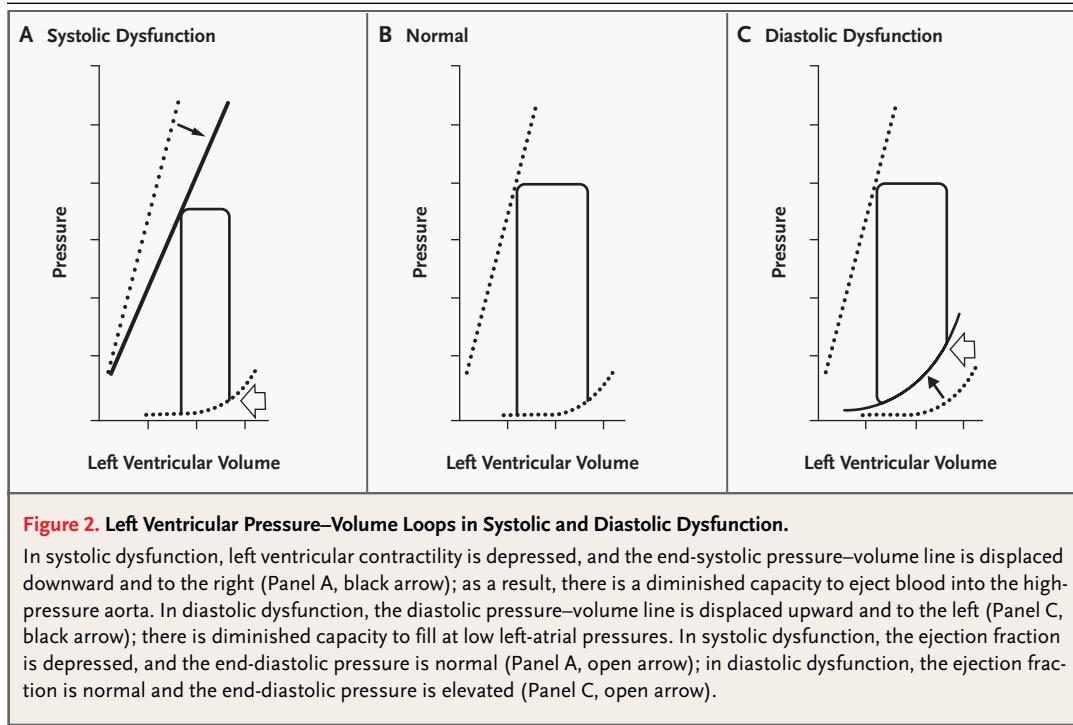 A Systolic Dysfunction
B Normal
C Diastolic Dysfunction
Pressure
Pressure
Pressure
Left Ventricular Volume
Left Ventricular Volume
Left Ventricular Volume
Figure 2. Left Ventricular Pressure–Volume Loops in Systolic and Diastolic Dysfunction.
In systolic dysfunction, left ventricular contractility is depressed, and the end-systolic pressure–volume line is displaced
downward and to the right (Panel A, black arrow); as a result, there is a diminished capacity to eject blood into the high-
pressure aorta. In diastolic dysfunction, the diastolic pressure–volume line is displaced upward and to the left (Panel C,
black arrow); there is diminished capacity to fill at low left-atrial pressures. In systolic dysfunction, the ejection fraction
is depressed, and the end-diastolic pressure is normal (Panel A, open arrow); in diastolic dysfunction, the ejection frac-
tion is normal and the end-diastolic pressure is elevated (Panel C, open arrow).